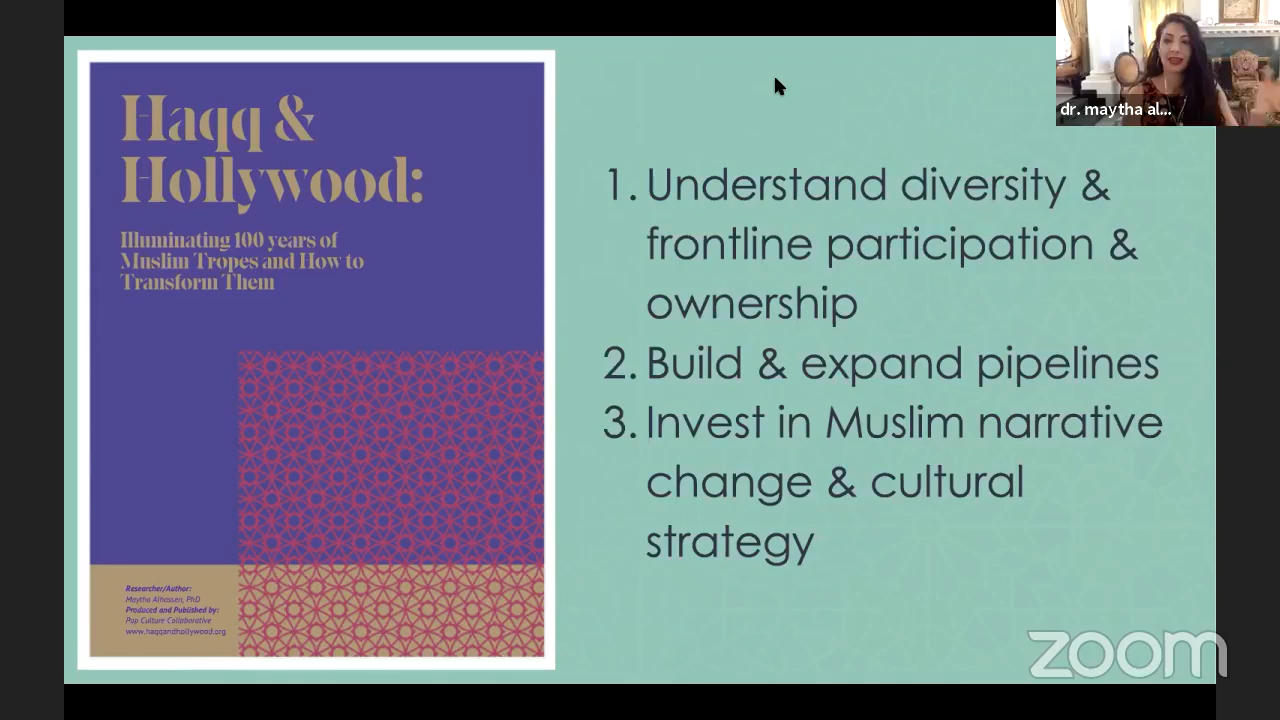 Haqq &
Hollywood:
Illuminating 100 years of
Muslim Tropes and How to
Transform Them
Researcher/Author:
Maytha Alhassen, PhD
Produced and Published by:
Pop Culture Collaborative
www.haqqandhollywood.org
1. Understand diversity &
frontline participation &
ownership
2. Build & expand pipelines
3. Invest in Muslim narrative
change & cultural
strategy
dr. maytha al...
zoom